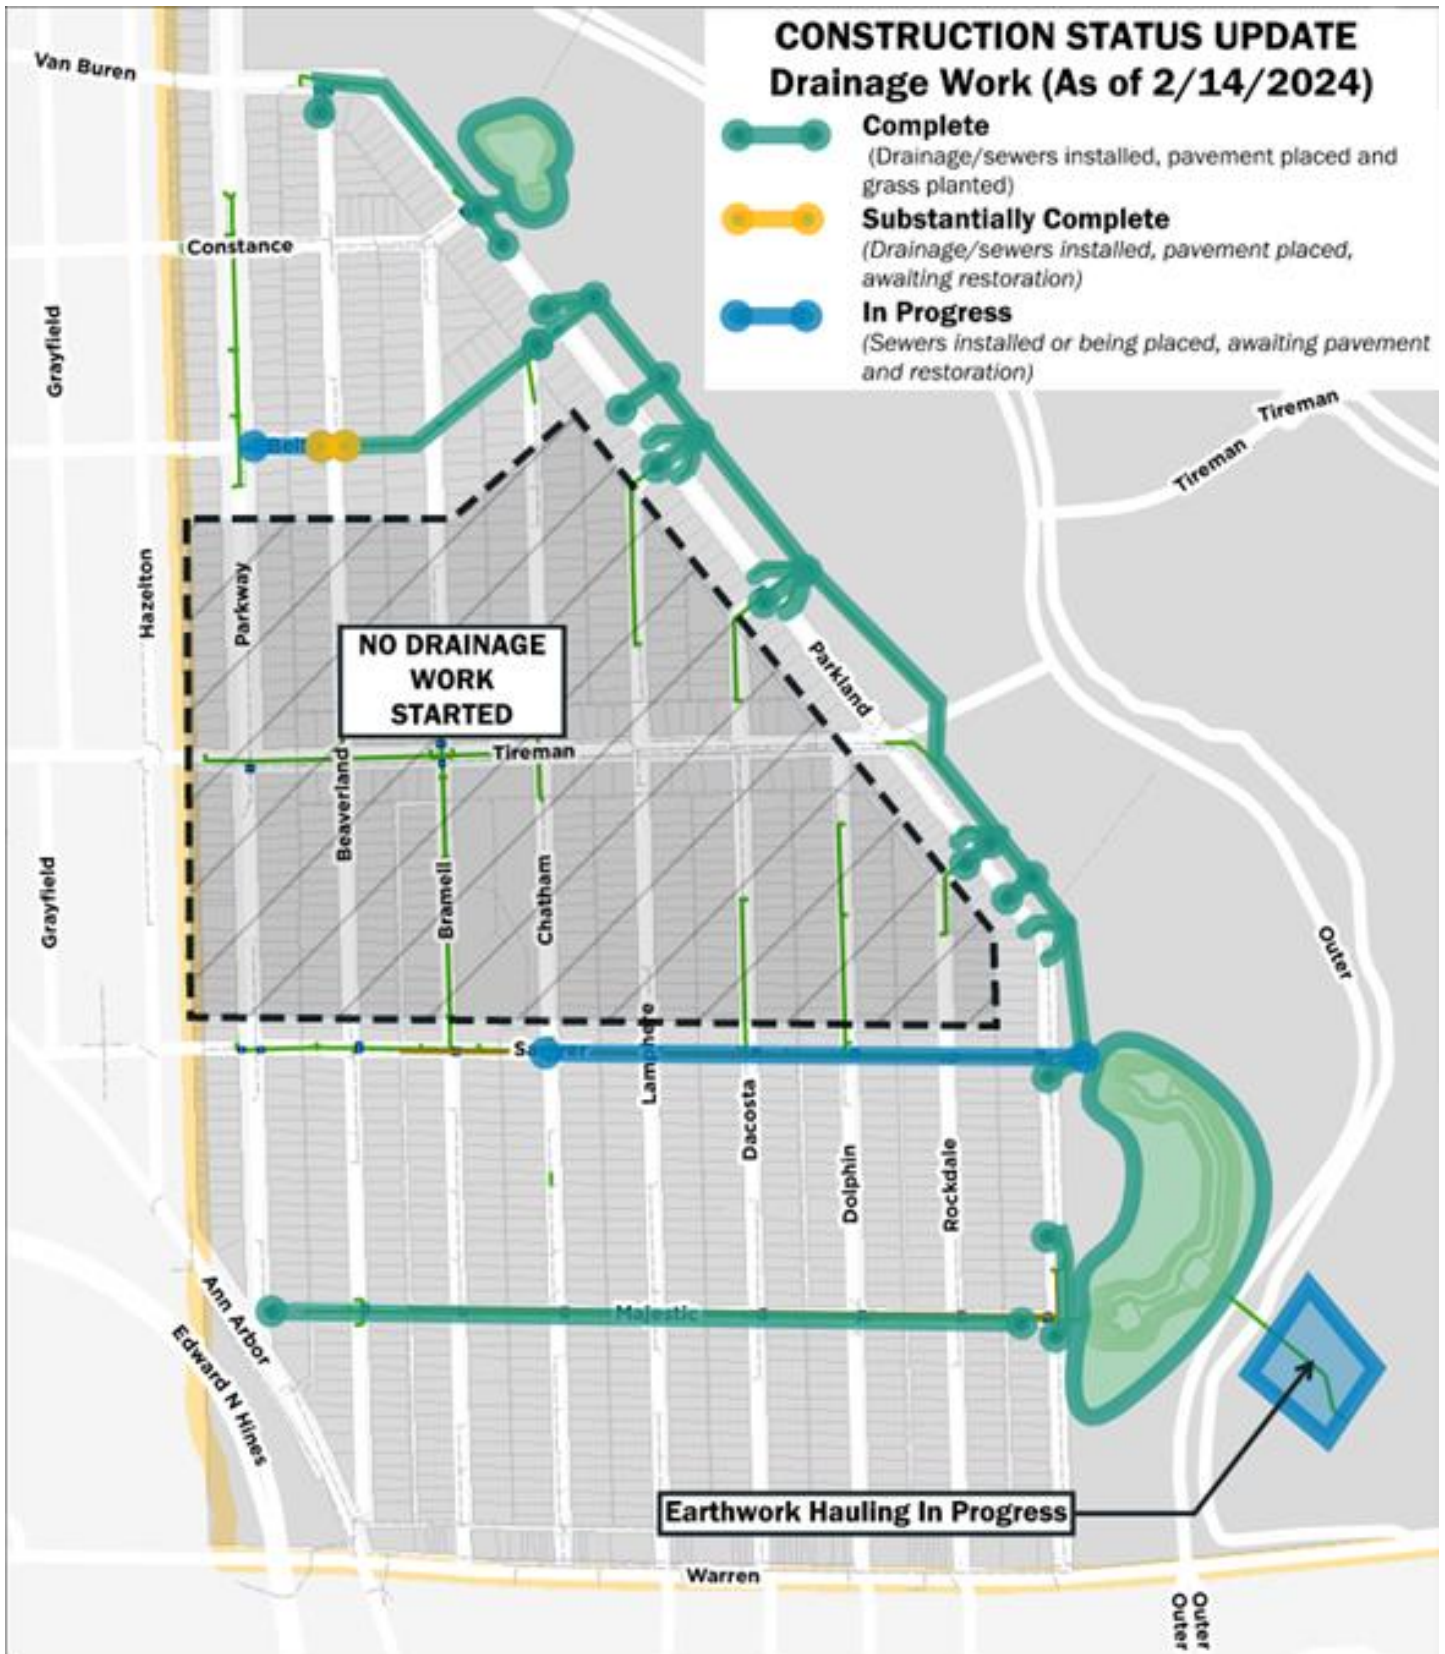 CONSTRUCTION STATUS UPDATE
Drainage Work (As of 2/14/2024)
Complete
(Drainage/sewers installed, pavement placed and
grass planted)
Substantially Complete
(Drainage/sewers installed, pavement placed,
awaiting restoration)
In Progress
(Sewers installed or being placed, awaiting pavement
and restoration)
Van Buren
Constance
Grayfield
Tireman
Tireman
Hazelton
Parkway
NO DRAINAGE
WORK
STARTED
Parkland
Tireman
Beaverland
Bramell
Chatham
Grayfield
Outer
Lamphere
Dacosta
Dolphin
Rockdale
Majestic
Ann Arbor
Edward N Hines
Earthwork Hauling In Progress
Warren
Outer
Outer